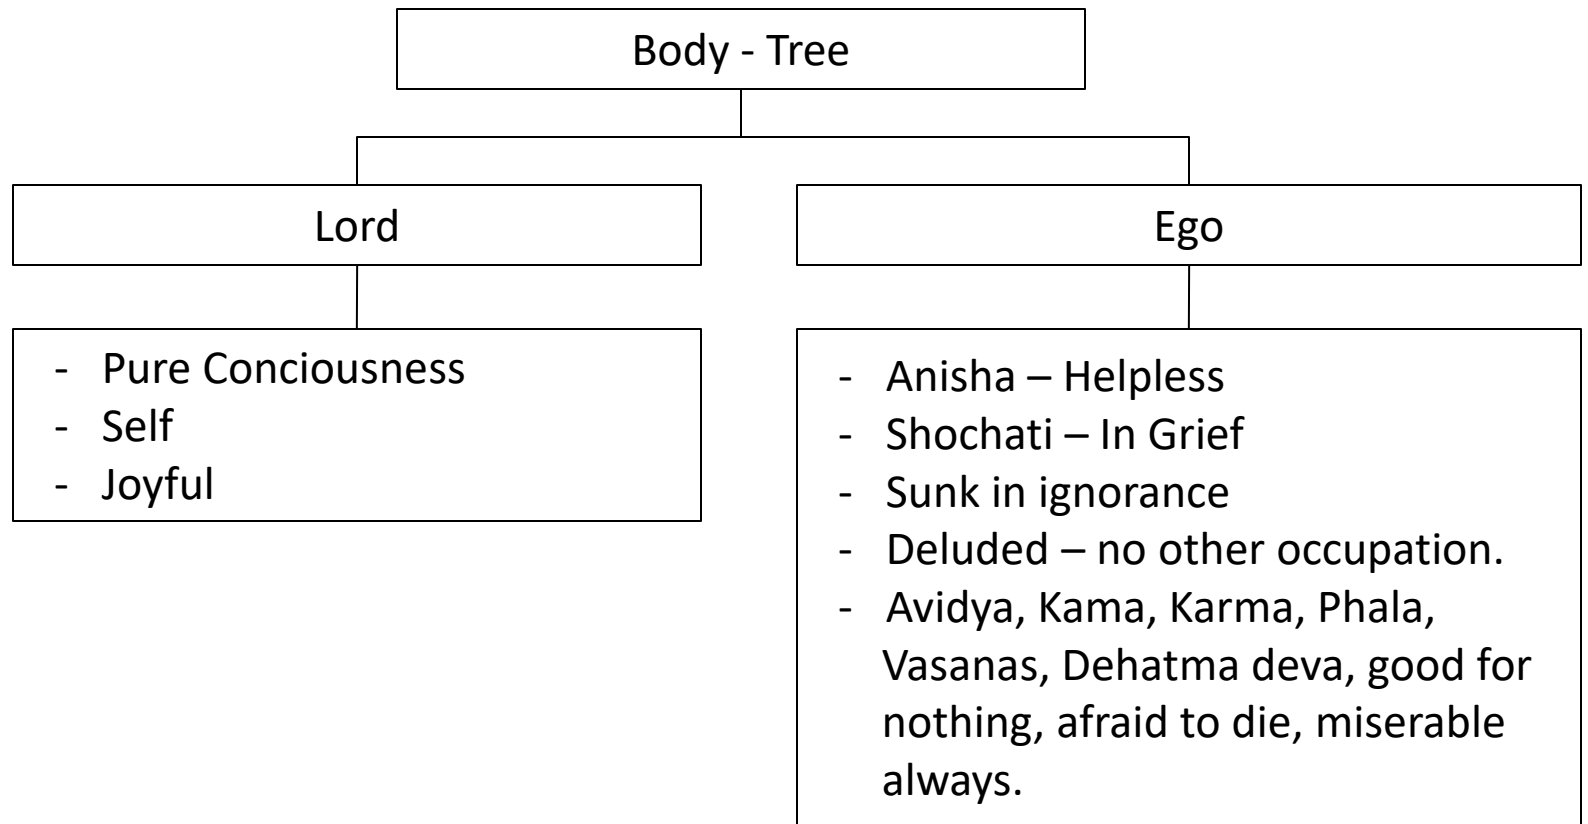 Body - Tree
Lord
Ego
- Pure Conciousness
- Self
- Joyful
- Anisha – Helpless
- Shochati – In Grief
- Sunk in ignorance
- Deluded – no other occupation.
- Avidya, Kama, Karma, Phala,
Vasanas, Dehatma deva, good for
nothing, afraid to die, miserable
always.